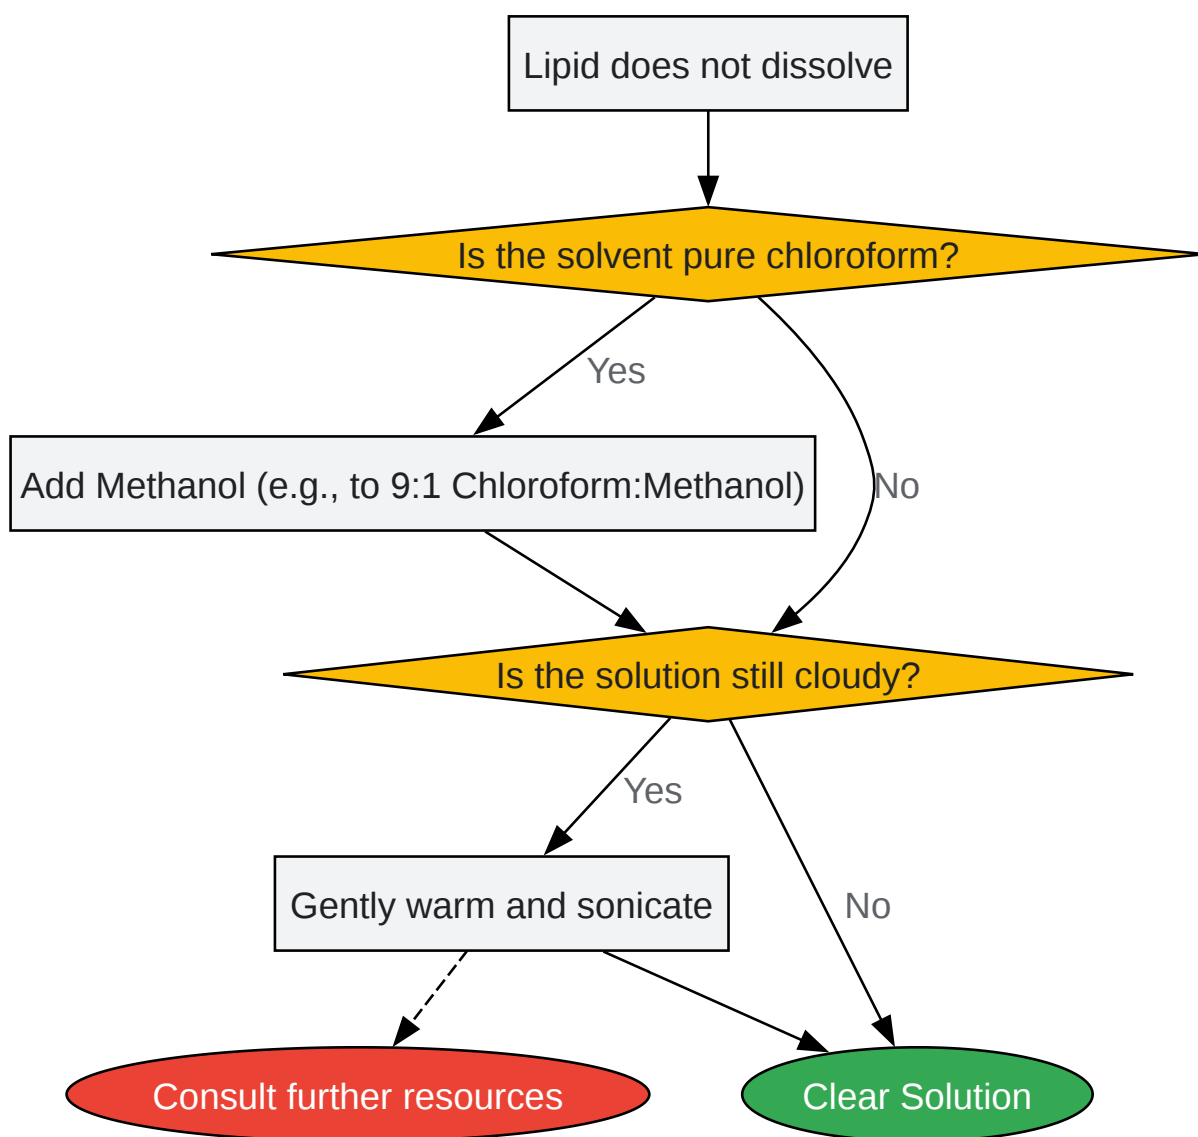 Lipid does not dissolve
Is the solvent pure chloroform?
Yes
Add Methanol (e.g., to 9:1 Chloroform:Methanol)
No
Is the solution still cloudy?
Yes
Gently warm and sonicate
No
Consult further resources
Clear Solution